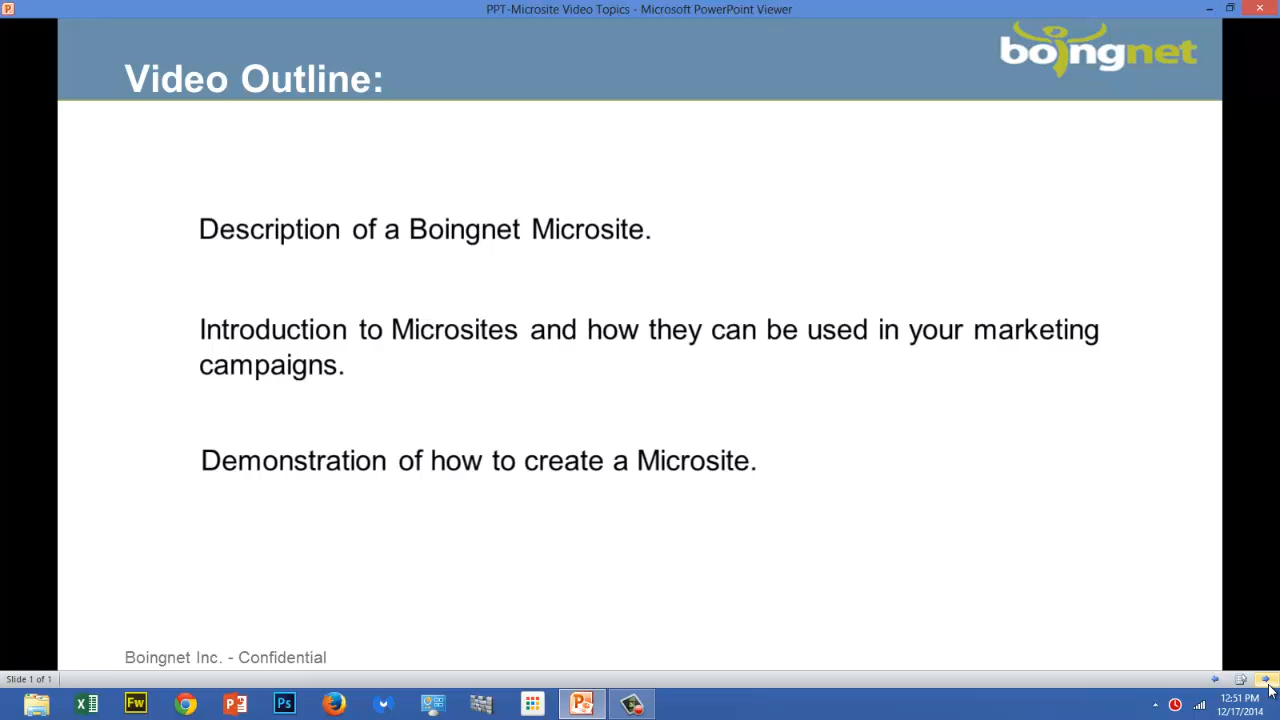 PPT-Microsite Video Topics - Microsoft PowerPoint Viewer
boingnet
Video Outline:
Description of a Boingnet Microsite.
Introduction to Microsites and how they can be used in your marketing
campaigns.
Demonstration of how to create a Microsite.
Boingnet Inc. - Confidential
Slide 1 of 1
Fw
Ps
12:51 PM
12/17/2014